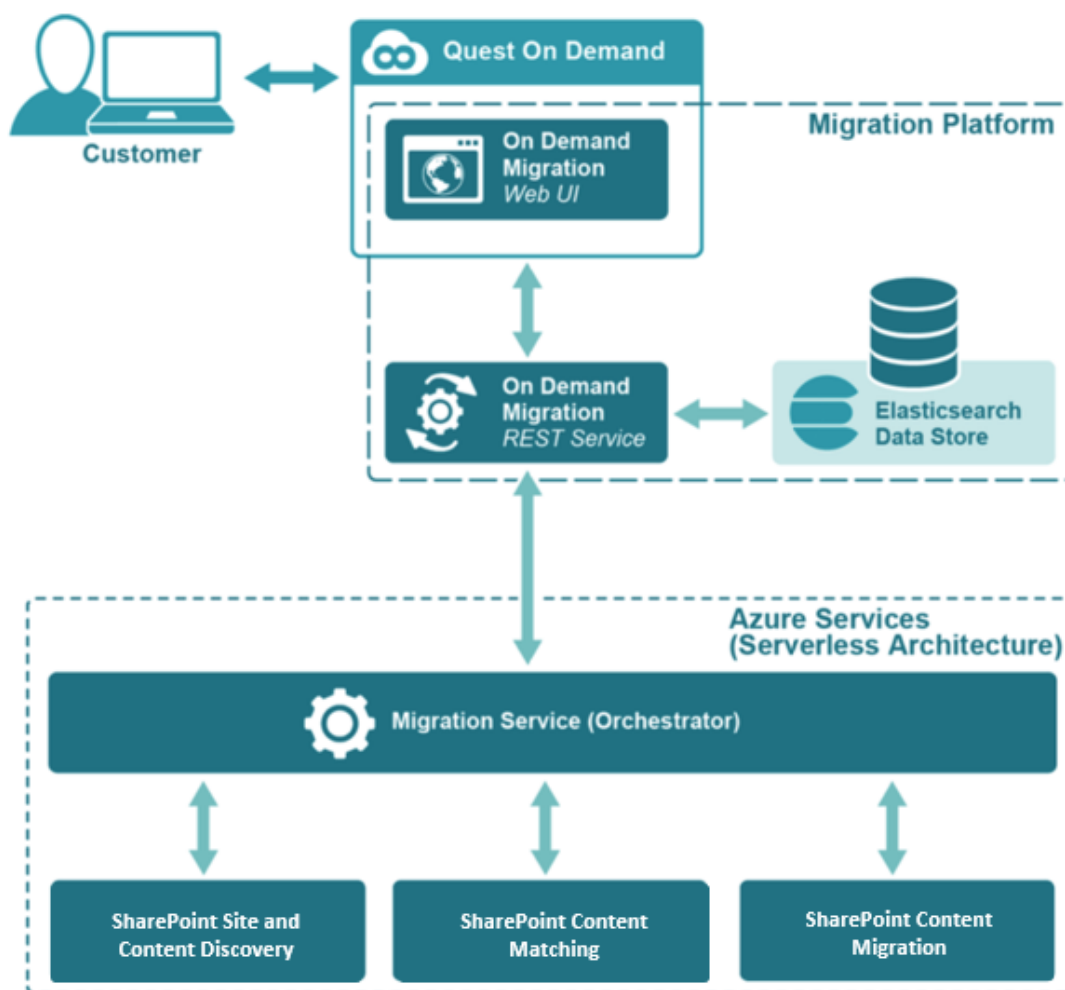 Quest On Demand
Customer
Migration Platform
On Demand
Migration
Web UI
On Demand
Migration
REST Service
Elasticsearch
Data Store
Azure Services
(Serverless Architecture)
Migration Service (Orchestrator)
SharePoint Site and
Content Discovery
SharePoint Content
Matching
SharePoint Content
Migration